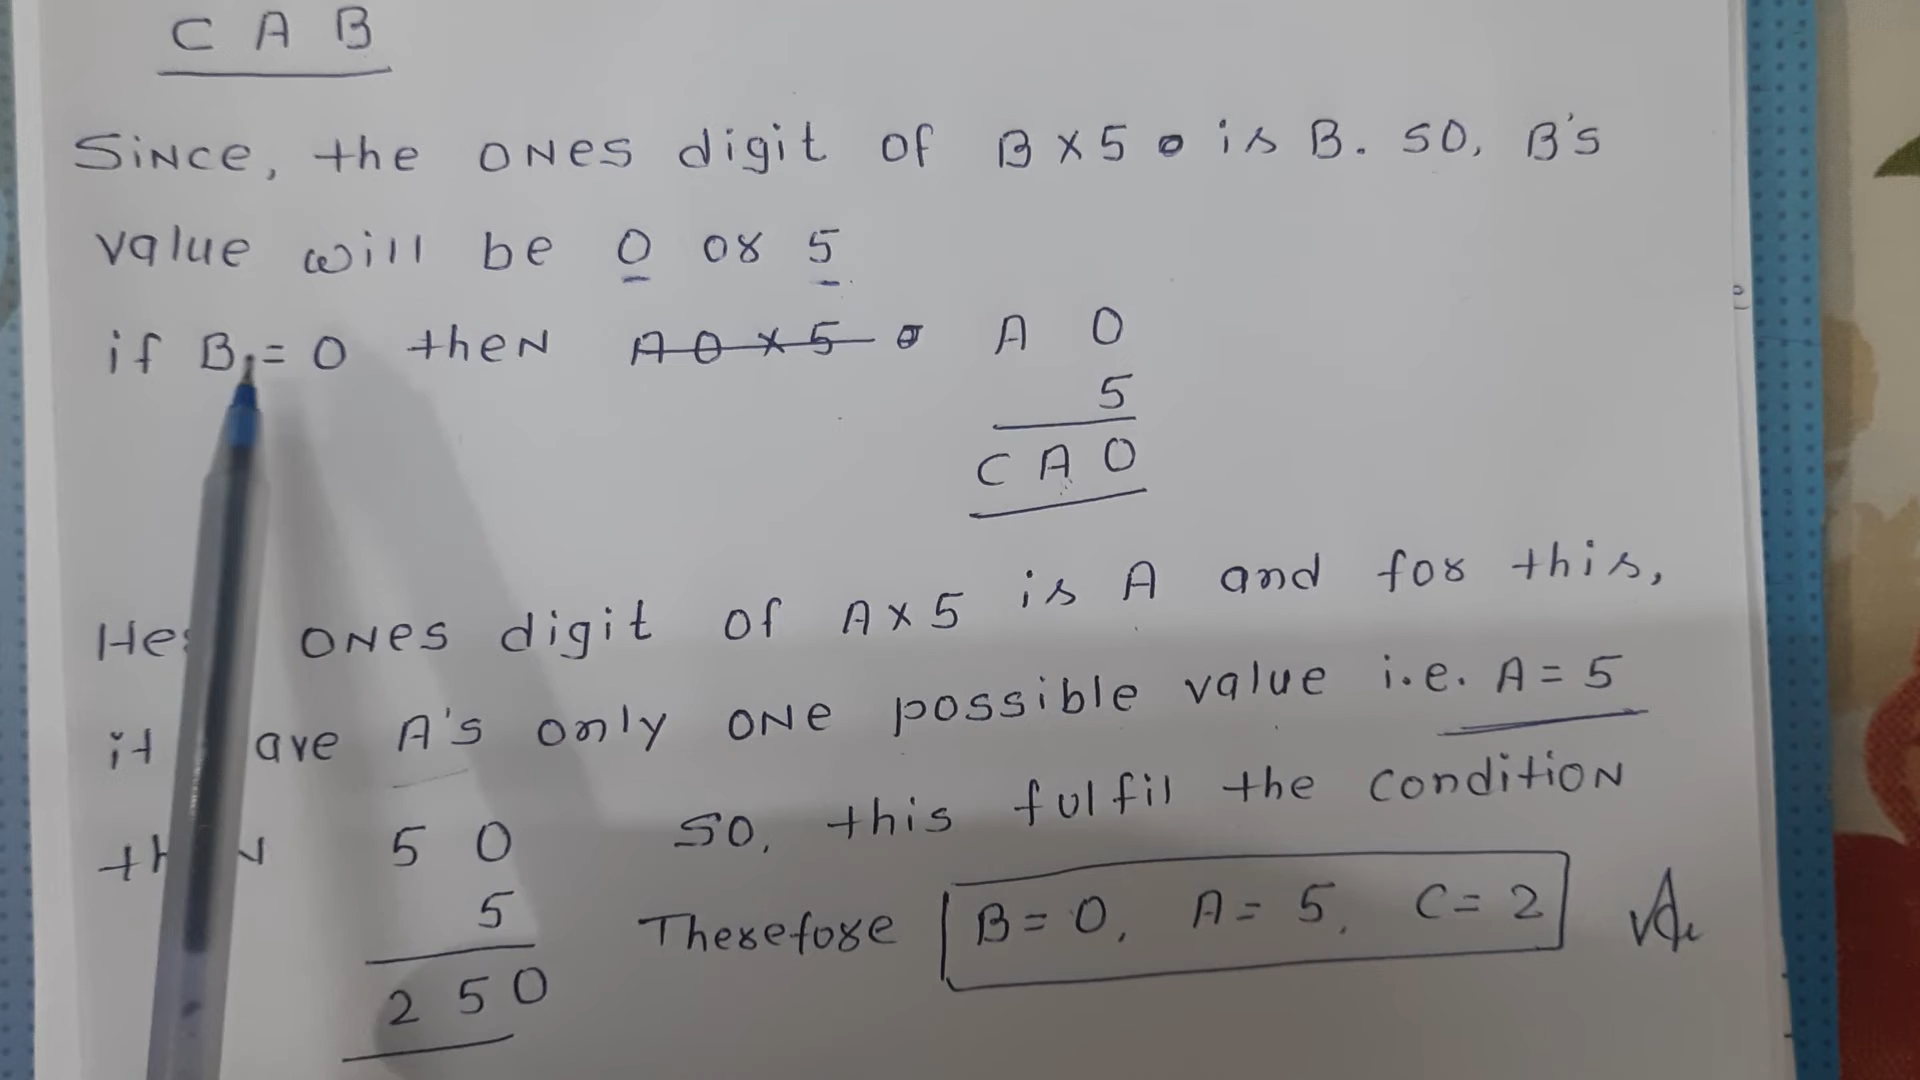 C A B
Since, the ones digit of B x 5 is B. So, B's
value will be 0 or 5
if B = 0 then A 0 x 5 A 0
5
C A 0
ones digit of A x 5 is A and for this,
A's only one possible value i.e. A = 5
5 0 So, this fulfil the condition
5
Therefore B = 0, A = 5, C = 2
2 5 0